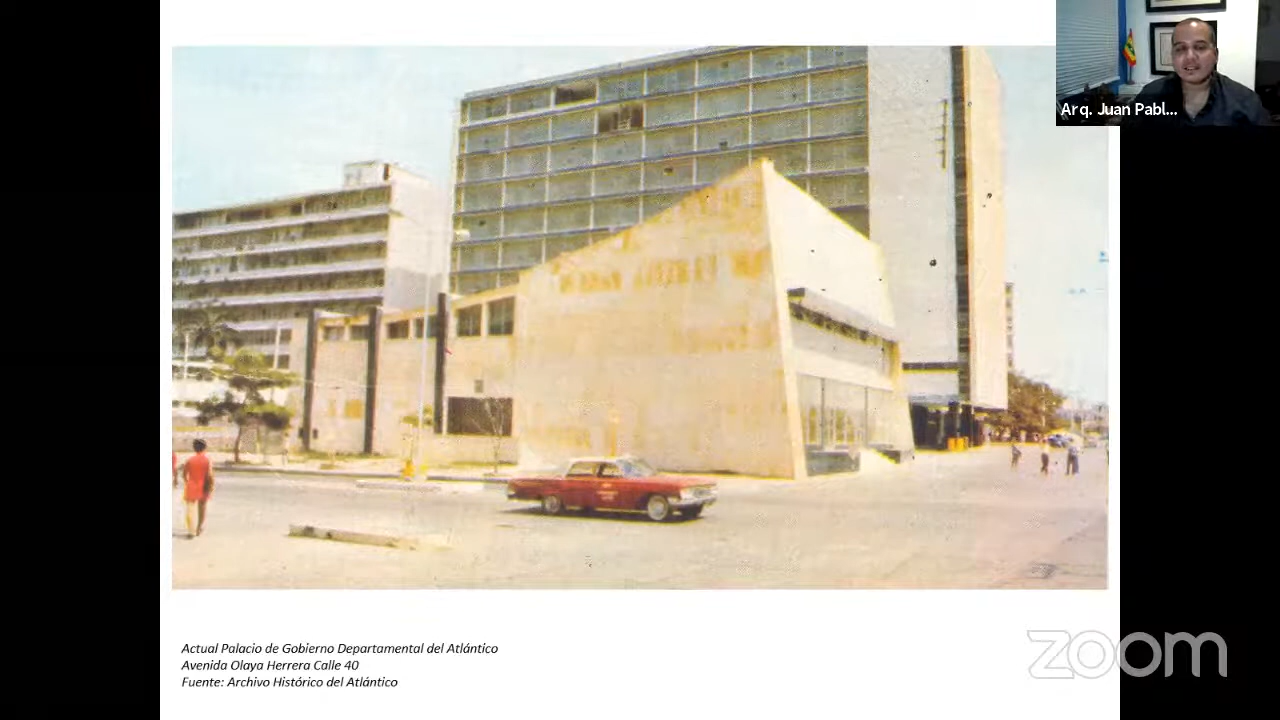 Arq. Juan Pabl...
Actual Palacio de Gobierno Departamental del Atlántico
Avenida Olaya Herrera Calle 40
Fuente: Archivo Histórico del Atlántico
zoom